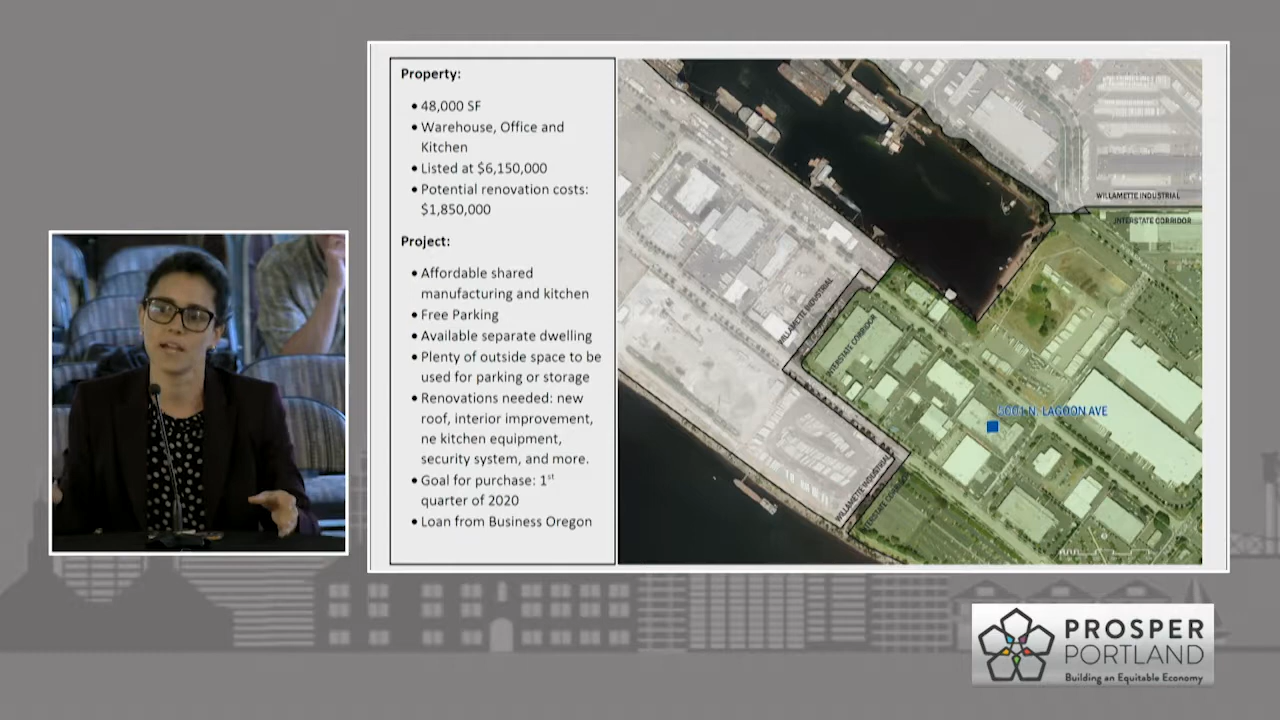 Property:
• 48,000 SF
• Warehouse, Office and
Kitchen
• Listed at $6,150,000
• Potential renovation costs:
$1,850,000
Project:
• Affordable shared
manufacturing and kitchen
• Free Parking
• Available separate dwelling
• Plenty of outside space to be
used for parking or storage
• Renovations needed: new
roof, interior improvement,
ne kitchen equipment,
security system, and more.
• Goal for purchase: 1st
quarter of 2020
• Loan from Business Oregon
WILLAMETTE INDUSTRIAL
INTERSTATE CORRIDOR
WILLAMETTE INDUSTRIAL
INTERSTATE CORRIDOR
5001 N. LAGOON AVE
WILLAMETTE INDUSTRIAL
INTERSTATE CORRIDOR
PROSPER
PORTLAND
Building an Equitable Economy